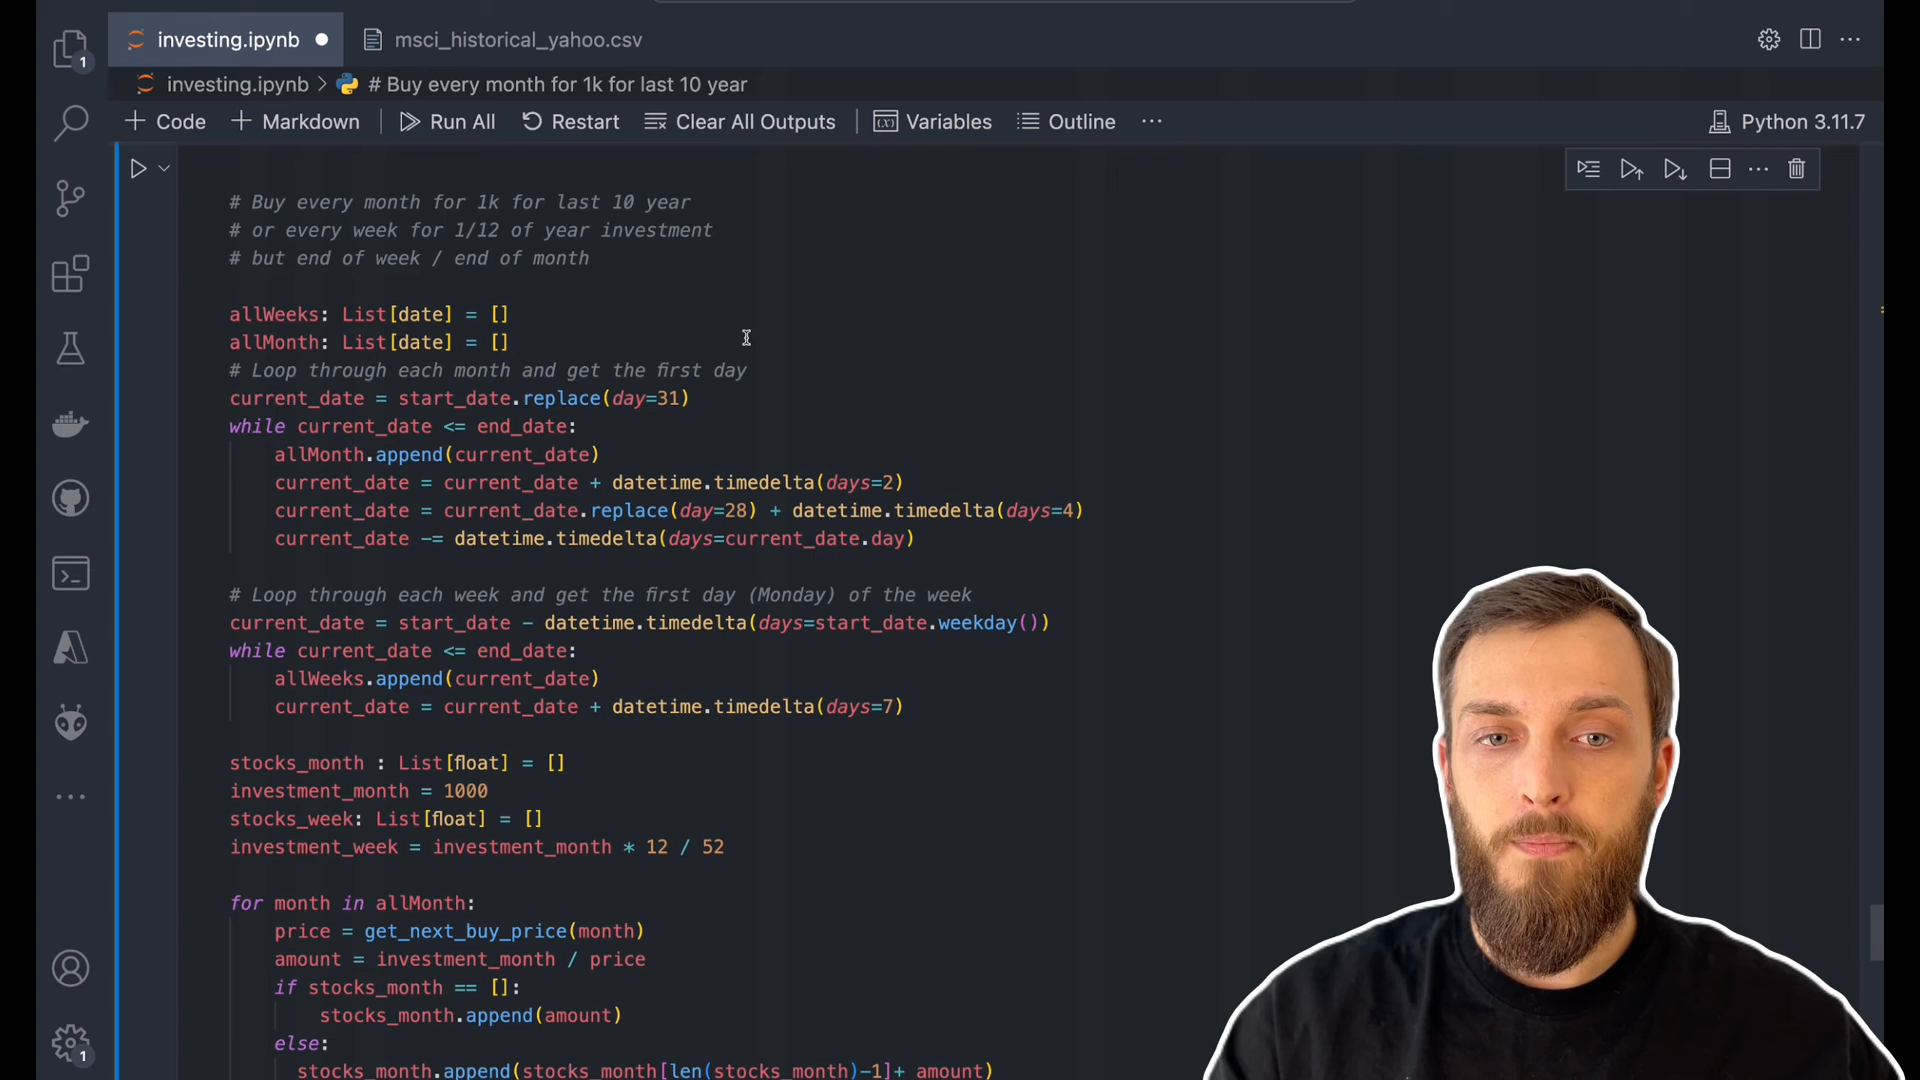 investing.ipynb
msci_historical_yahoo.csv
1
investing.ipynb > # Buy every month for 1k for last 10 year
+ Code + Markdown Run All Restart Clear All Outputs Variables Outline ... Python 3.11.7
# Buy every month for 1k for last 10 year
# or every week for 1/12 of year investment
# but end of week / end of month
allWeeks: List[date] = []
allMonth: List[date] = []
# Loop through each month and get the first day
current_date = start_date.replace(day=31)
while current_date <= end_date:
    allMonth.append(current_date)
    current_date = current_date + datetime.timedelta(days=2)
    current_date = current_date.replace(day=28) + datetime.timedelta(days=4)
    current_date -= datetime.timedelta(days=current_date.day)
# Loop through each week and get the first day (Monday) of the week
current_date = start_date - datetime.timedelta(days=start_date.weekday())
while current_date <= end_date:
    allWeeks.append(current_date)
    current_date = current_date + datetime.timedelta(days=7)
stocks_month : List[float] = []
investment_month = 1000
stocks_week: List[float] = []
investment_week = investment_month * 12 / 52
for month in allMonth:
    price = get_next_buy_price(month)
    amount = investment_month / price
    if stocks_month == []:
        stocks_month.append(amount)
    else:
      stocks_month.append(stocks_month[len(stocks_month)-1]+ amount)
1